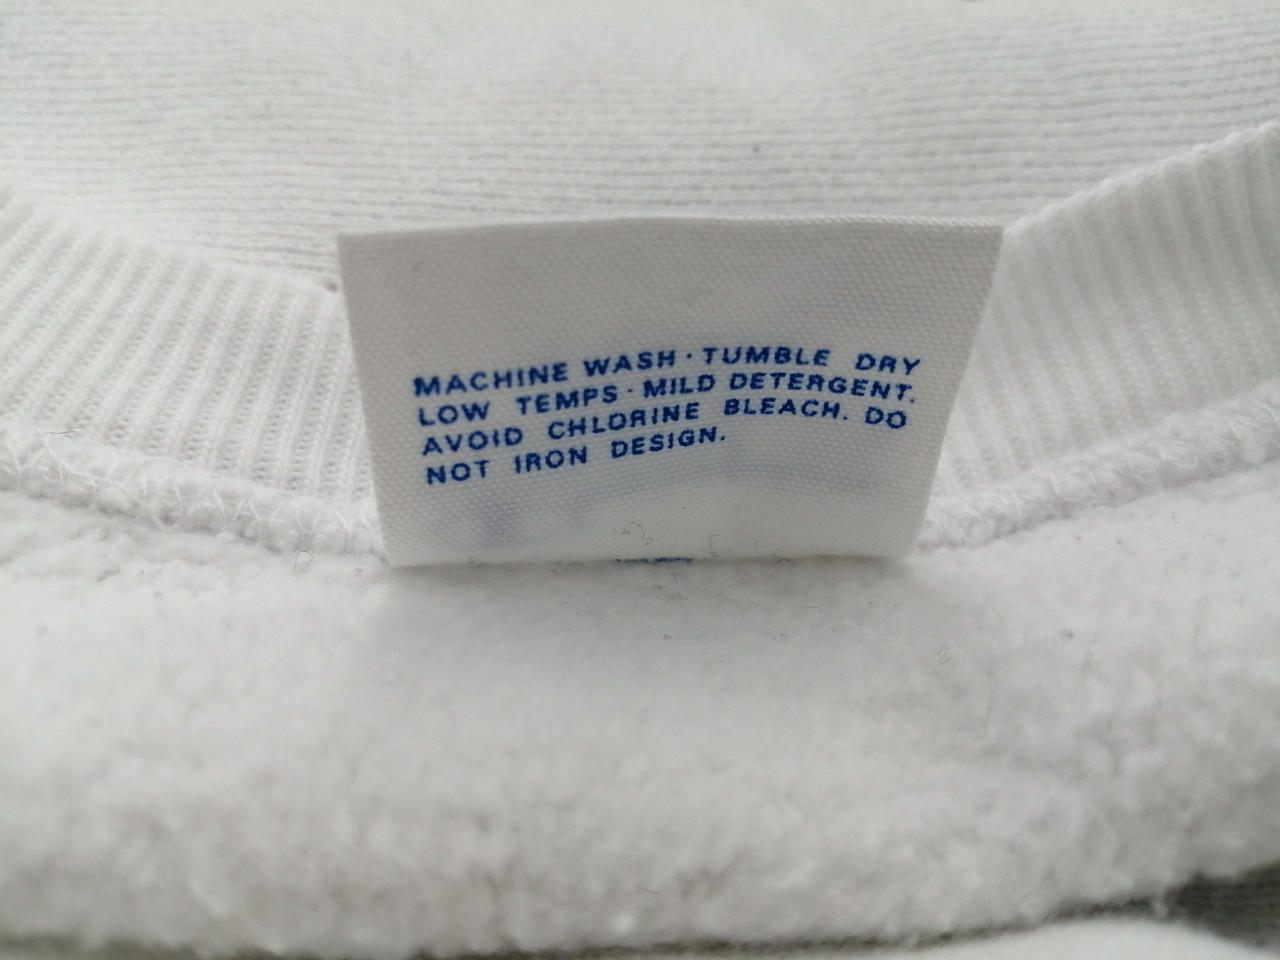 MACHINE WASH · TUMBLE DRY
LOW TEMPS · MILD DETERGENT.
AVOID CHLORINE BLEACH. DO
NOT IRON DESIGN.